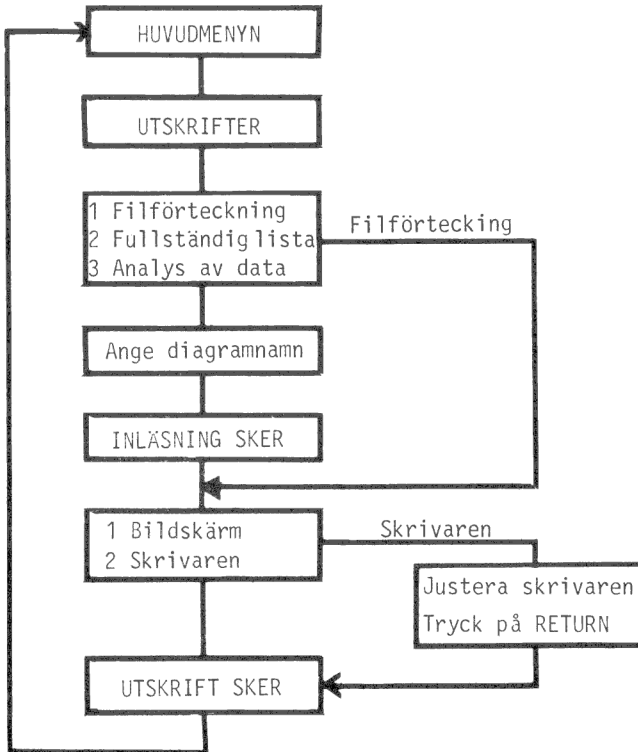 HUVUDMENYN
UTSKRIFTER
1 Filförteckning
2 Fullständig lista
3 Analys av data
Filförtecking
Ange diagramnamn
INLÄSNING SKER
1 Bildskärm
2 Skrivaren
Skrivaren
Justera skrivaren
Tryck på RETURN
UTSKRIFT SKER